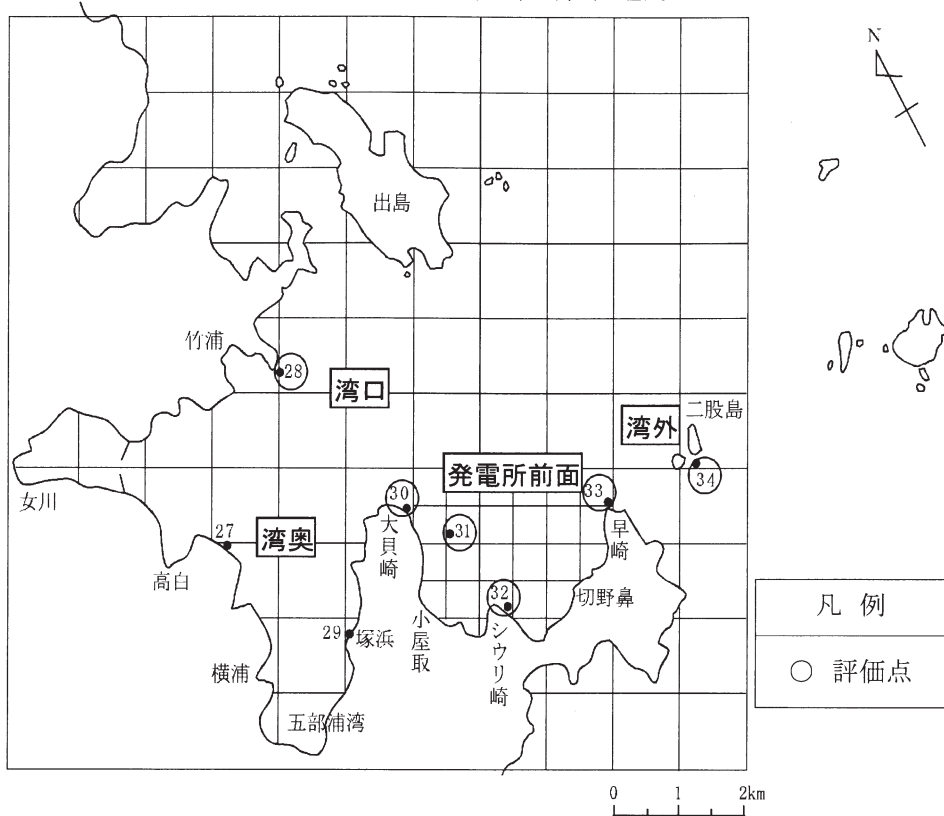 N
出島
竹浦
28
湾口
二股島
湾外
34
発電所前面
30
33
女川
大貝崎
31
早崎
27
湾奥
高白
32
切野鼻
凡例
○ 評価点
29
塚浜
小屋取
シウリ崎
横浦
五部浦湾
0 1 2km